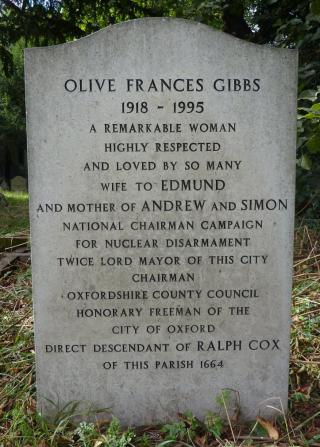 OLIVE FRANCES GIBBS
1918 - 1995
A REMARKABLE WOMAN
HIGHLY RESPECTED
AND LOVED BY SO MANY
WIFE TO EDMUND
AND MOTHER OF ANDREW AND SIMON
NATIONAL CHAIRMAN CAMPAIGN
FOR NUCLEAR DISARMAMENT
TWICE LORD MAYOR OF THIS CITY
CHAIRMAN
OXFORDSHIRE COUNTY COUNCIL
HONORARY FREEMAN OF THE
CITY OF OXFORD
DIRECT DESCENDANT OF RALPH COX
OF THIS PARISH 1664